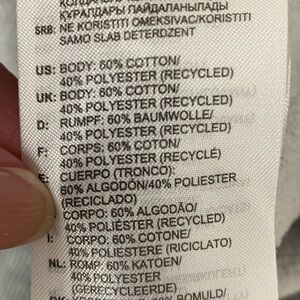 ҚҰРАЛДАРЫ ПАЙДАЛАНЫЛАДЫ
SRB: NE KORISTITI OMEKSIVAC/KORISTITI
SAMO SLAB DETERDZENT
US: BODY: 60% COTTON/
40% POLYESTER (RECYCLED)
UK: BODY: 60% COTTON/
40% POLYESTER (RECYCLED)
D: RUMPF: 60% BAUMWOLLE/
40% POLYESTER (RECYCLED)
F: CORPS: 60% COTON/
40% POLYESTER (RECYCLÉ)
E: CUERPO (TRONCO):
60% ALGODÓN/40% POLIESTER
(RECICLADO)
CORPO: 60% ALGODÃO/
40% POLIÉSTER (RECYCLED)
I: CORPO: 60% COTONE/
40% POLIESTERE (RICICLATO)
NL: ROMP: 60% KATOEN/
40% POLYESTER
(GERECYCLEERDE)
60% BOMULD/